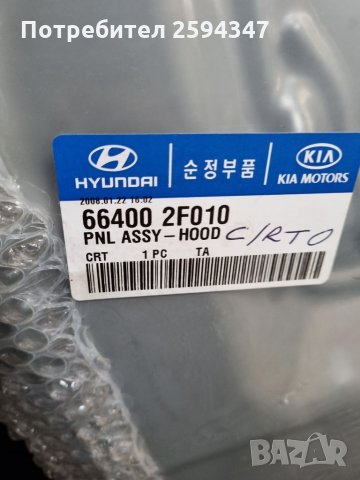 Потребител 2594347
HYUNDAI
순정부품
KIA
KIA MOTORS
2008.01.22 16:02
66400 2F010
PNL ASSY-HOOD C/RTO
CRT 1 PC TA
BAZAR